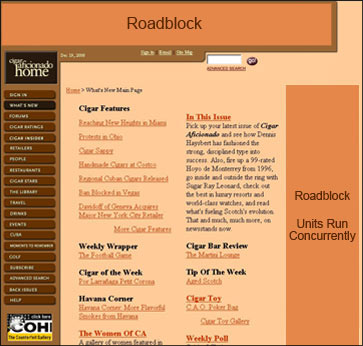 Roadblock
cigar
aficionado
home
Dec 19, 2006
Sign in Email Site Map
go
ADVANCED SEARCH
Home > What's New Main Page
SIGN IN
WHAT'S NEW
FORUMS
CIGAR RATINGS
CIGAR INSIDER
RETAILERS
PEOPLE
RESTAURANTS
CIGAR STARS
THE LIBRARY
TRAVEL
DRINKS
EVENTS
CUBA
MOMENTS TO REMEMBER
GOLF
SUBSCRIBE
ADVANCED SEARCH
BACK ISSUES
HELP
click here
COHI
Cigar Features
Reaching New Heights in Miami
Protests in Ohio
Cigar Savvy
Handmade Cigars at Costco
Regional Cuban Cigars Released
Ban Blocked in Vegas
Davidoff of Geneva Acquires
Major New York City Retailer
More Cigar Features
Weekly Wrapper
The Football Game
Cigar of the Week
Por Larrañaga Petit Corona
Havana Corner
Havana Corner: More Flavorful
Smokes from Havana
The Women Of CA
A gallery of women featured in
In This Issue
Pick up your latest issue of Cigar
Aficionado and see how Dennis
Haysbert has fashioned the
strong, disciplined type into
success. Also, fire up a 99-rated
Hoyo de Monterrey from 1996,
go inside and outside the ring with
Sugar Ray Leonard, check out
the best in luxury resorts and
world-class watches, and read
what's fueling Scotch's evolution.
That and much, much more, on
newsstands now.
Cigar Bar Review
The Martini Lounge
Tip Of The Week
Aged Scotch
Cigar Toy
C.A.O. Poker Bag
Cigar Toy Gallery
Weekly Poll
Roadblock
Units Run
Concurrently